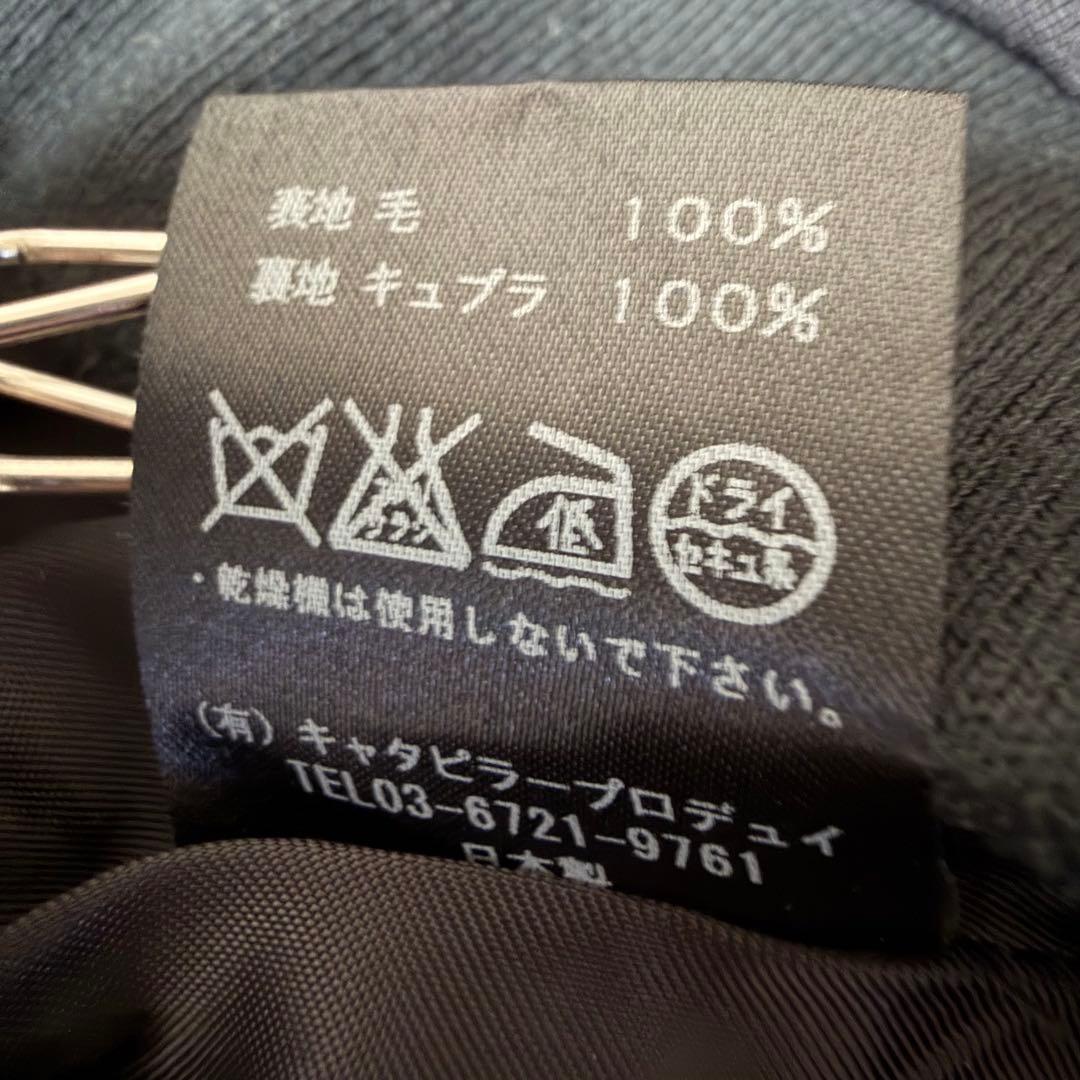 表地 毛 100%
裏地 キュプラ 100%
低
ドライ
セキユ系
・乾燥機は使用しないで下さい。
(有)キャタピラープロデュイ
TEL03-6721-9761
日本製